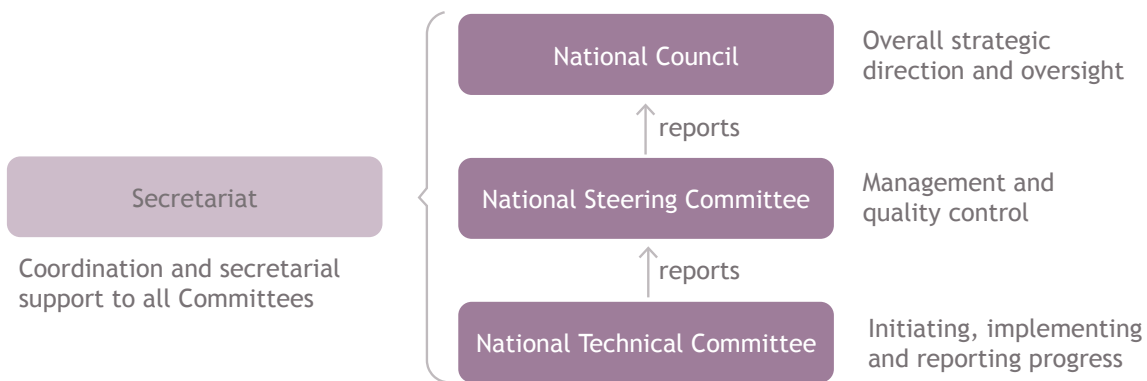 National Council
Overall strategic
direction and oversight
reports
Secretariat
National Steering Committee
Management and
quality control
Coordination and secretarial
support to all Committees
reports
National Technical Committee
Initiating, implementing
and reporting progress